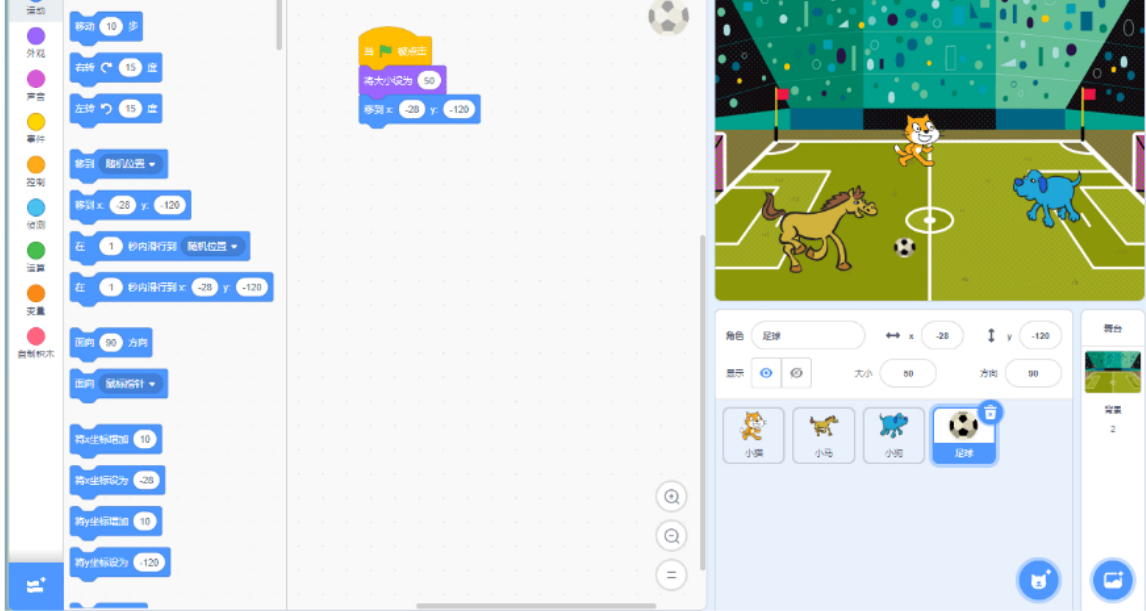 运动
外观
声音
事件
控制
侦测
运算
变量
自制积木
移动 10 步
右转 15 度
左转 15 度
移到 随机位置
移到 x: -28 y: -120
在 1 秒内滑行到 随机位置
在 1 秒内滑行到 x: -28 y: -120
面向 90 方向
面向 鼠标指针
将x坐标增加 10
将x坐标设为 -28
将y坐标增加 10
将y坐标设为 -120
当 被点击
将大小设为 50
移到 x: -28 y: -120
角色 足球 x -28 y -120
显示 大小 50 方向 90
小猫 小马 小狗 足球
舞台
背景
2